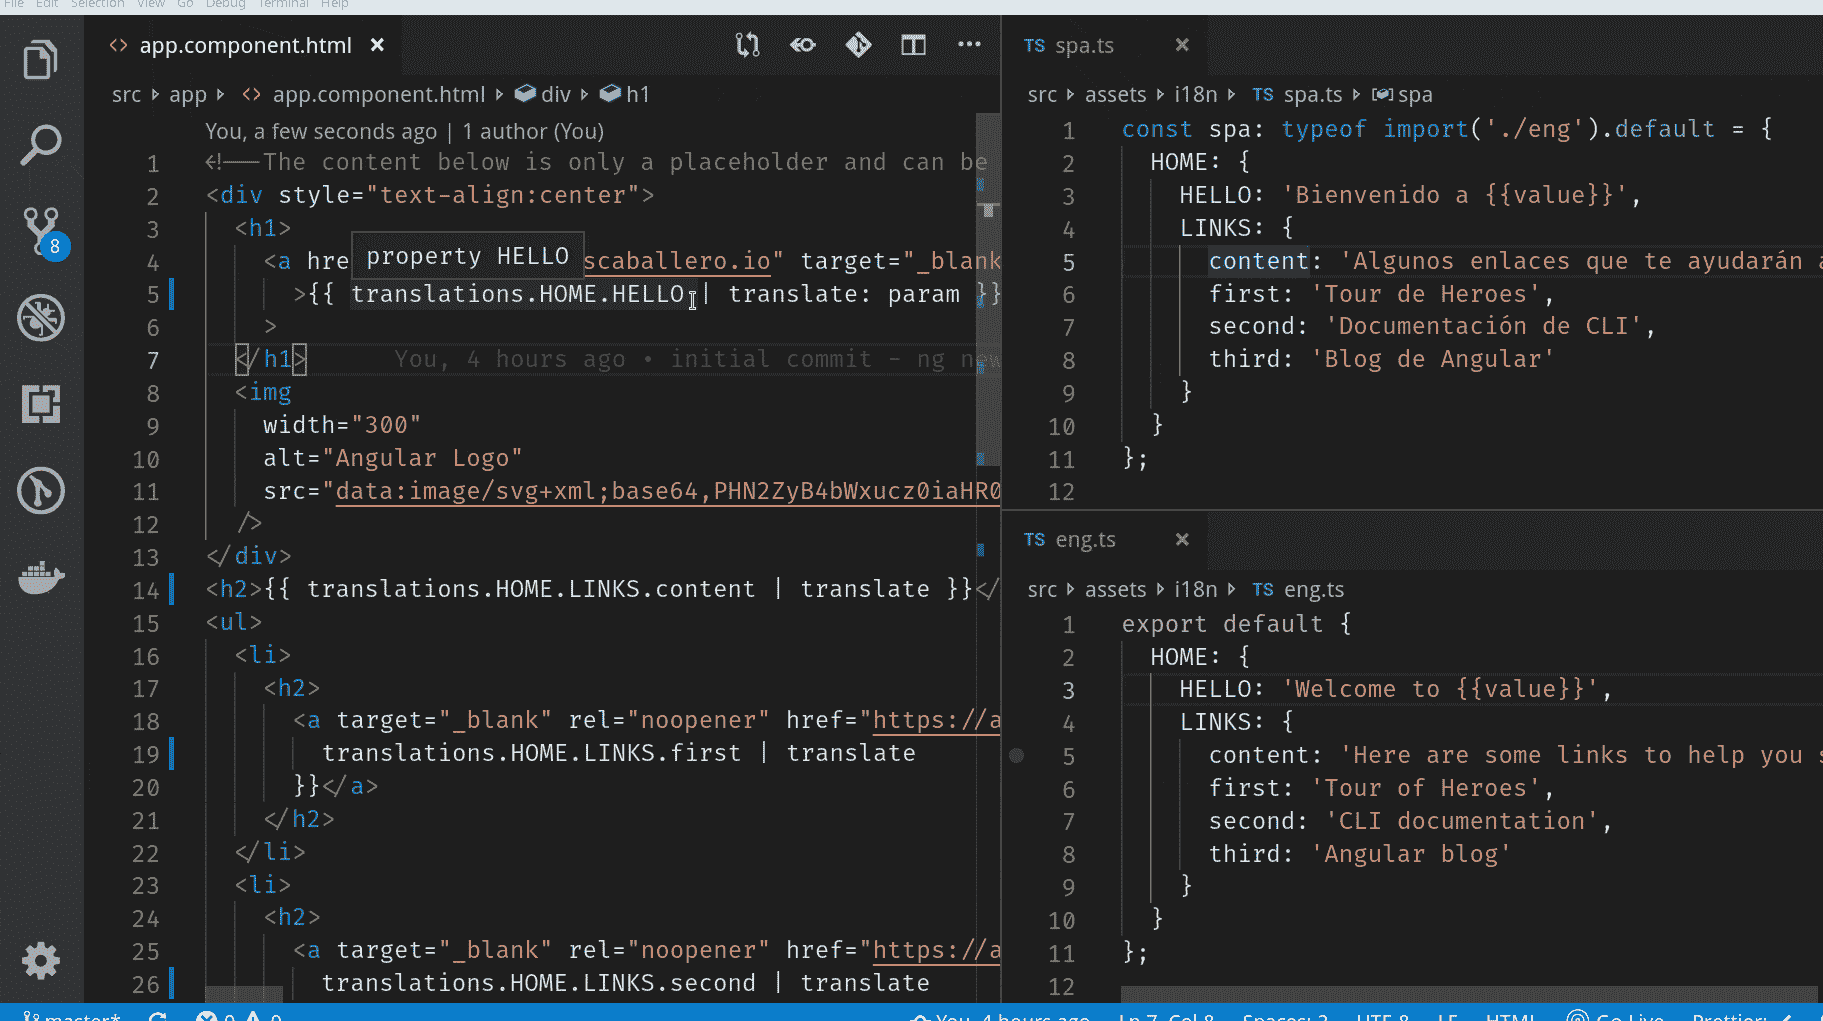 File Edit Selection View Go Debug Terminal Help
app.component.html
src app app.component.html div h1
You, a few seconds ago | 1 author (You)
1 <!——The content below is only a placeholder and can be
2 <div style="text-align:center">
3 <h1>
property HELLO
4 <a hre scaballero.io" target="_blank
5 >{{ translations.HOME.HELLO | translate: param }}
6 >
7 </h1> You, 4 hours ago • initial commit - ng new
8 <img
9 width="300"
10 alt="Angular Logo"
11 src="data:image/svg+xml;base64,PHN2ZyB4bWxucz0iaHR0
12 />
13 </div>
14 <h2>{{ translations.HOME.LINKS.content | translate }}</
15 <ul>
16 <li>
17 <h2>
18 <a target="_blank" rel="noopener" href="https://a
19 translations.HOME.LINKS.first | translate
20 }}</a>
21 </h2>
22 </li>
23 <li>
24 <h2>
25 <a target="_blank" rel="noopener" href="https://a
26 translations.HOME.LINKS.second | translate
8
TS spa.ts
src assets i18n TS spa.ts spa
1 const spa: typeof import('./eng').default = {
2 HOME: {
3 HELLO: 'Bienvenido a {{value}}',
4 LINKS: {
5 content: 'Algunos enlaces que te ayudarán a
6 first: 'Tour de Heroes',
7 second: 'Documentación de CLI',
8 third: 'Blog de Angular'
9 }
10 }
11 };
12
TS eng.ts
src assets i18n TS eng.ts
1 export default {
2 HOME: {
3 HELLO: 'Welcome to {{value}}',
4 LINKS: {
5 content: 'Here are some links to help you s
6 first: 'Tour of Heroes',
7 second: 'CLI documentation',
8 third: 'Angular blog'
9 }
10 }
11 };
12
master* 0 0 You, 4 hours ago Ln 7, Col 8 Spaces: 2 UTF-8 LF HTML Go Live Prettier: ✓